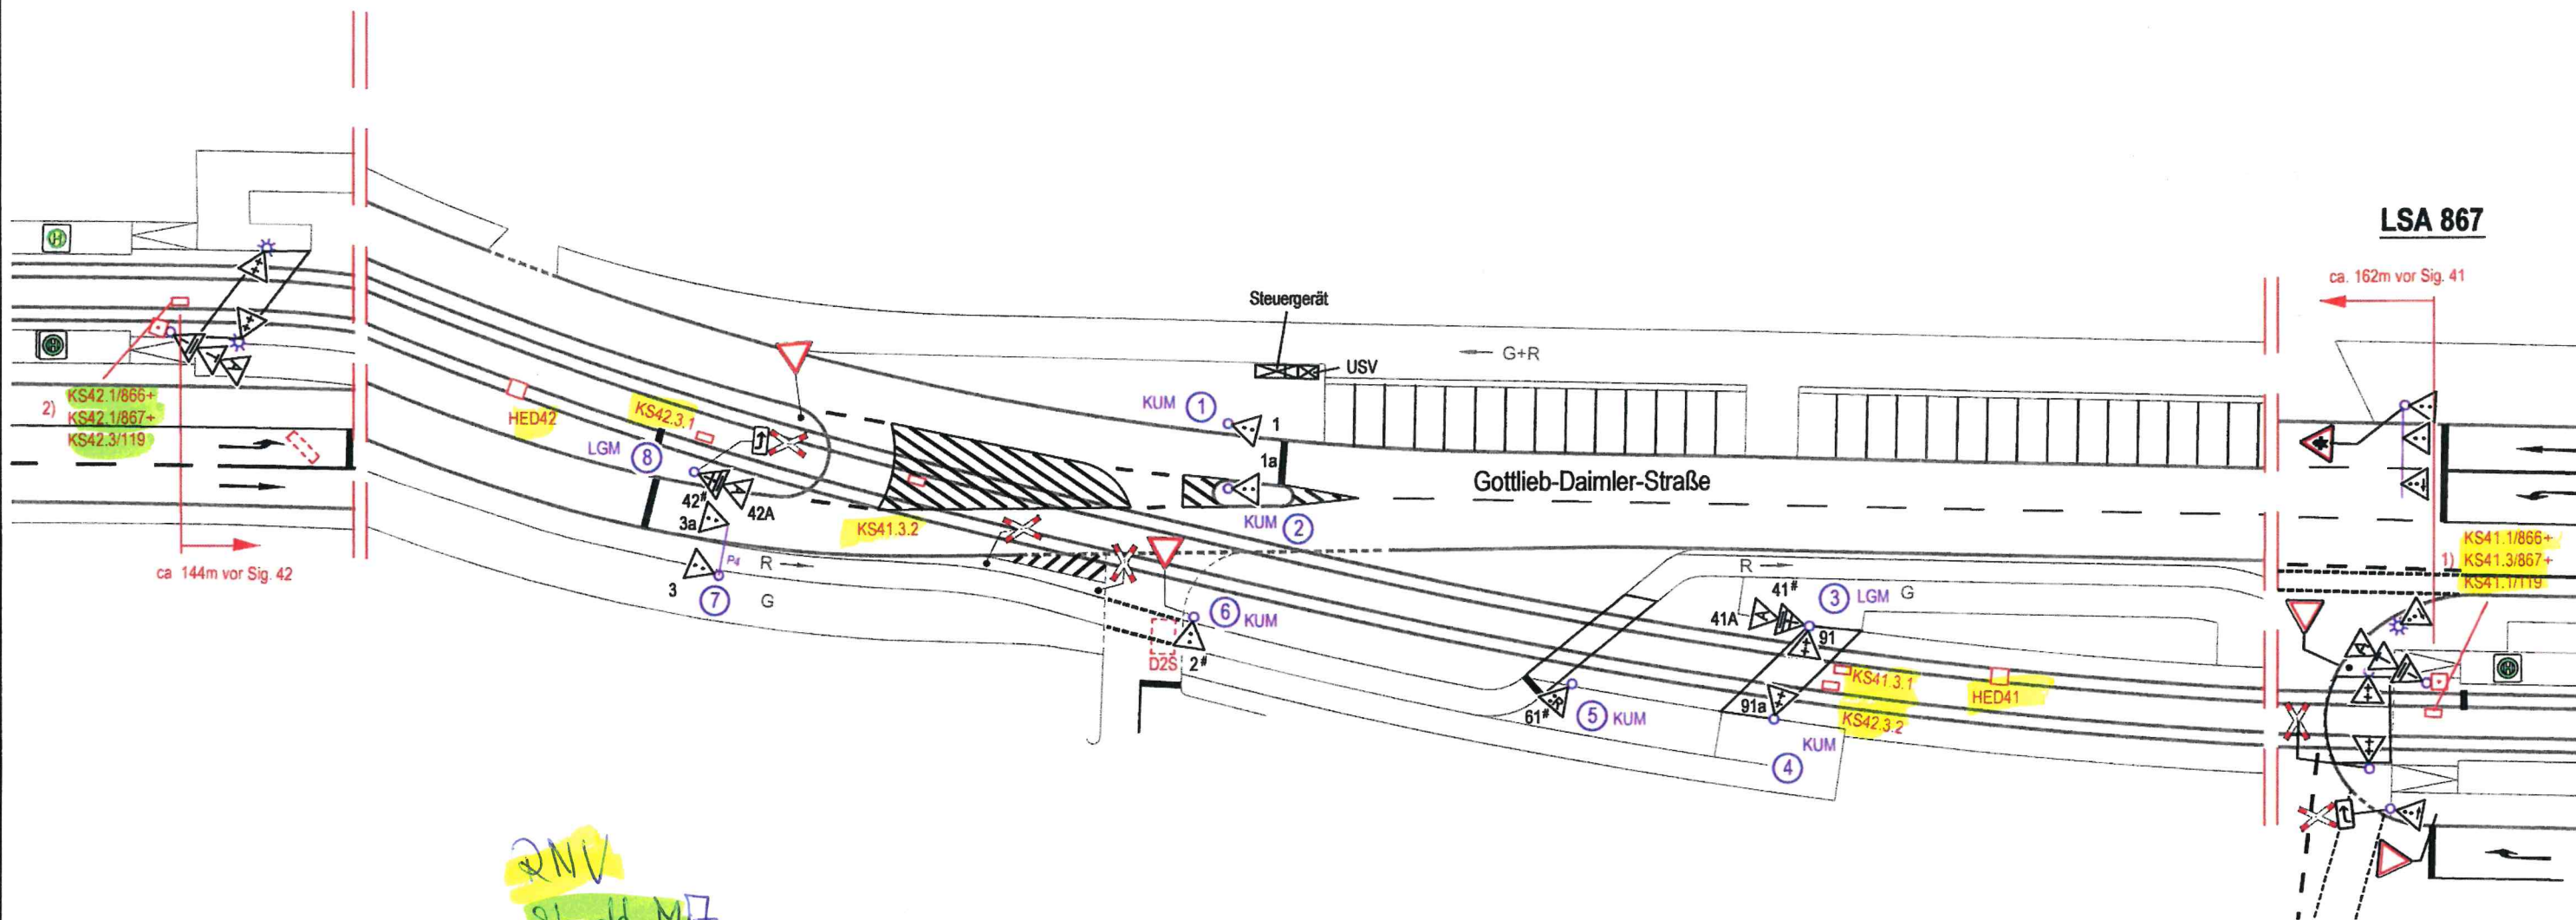 LSA 867
ca. 162m vor Sig. 41
H
H
KS42.1/866+
2) KS42.1/867+
KS42.3/119
ca 144m vor Sig. 42
HED42
KS42.3.1
LGM 8
42#
42A
3a
3
7
P4
R
G
KS41.3.2
Steuergerät
USV
G+R
KUM 1
1
1a
KUM 2
Gottlieb-Daimler-Straße
6 KUM
D2S
2#
R
41#
41A
3 LGM G
91
91a
61#
R
5 KUM
KUM
4
KS41.3.1
KS42.3.2
HED41
KS41.1/866+
1) KS41.3/867+
KS41.1/119
H
A
A
A
A
RNV